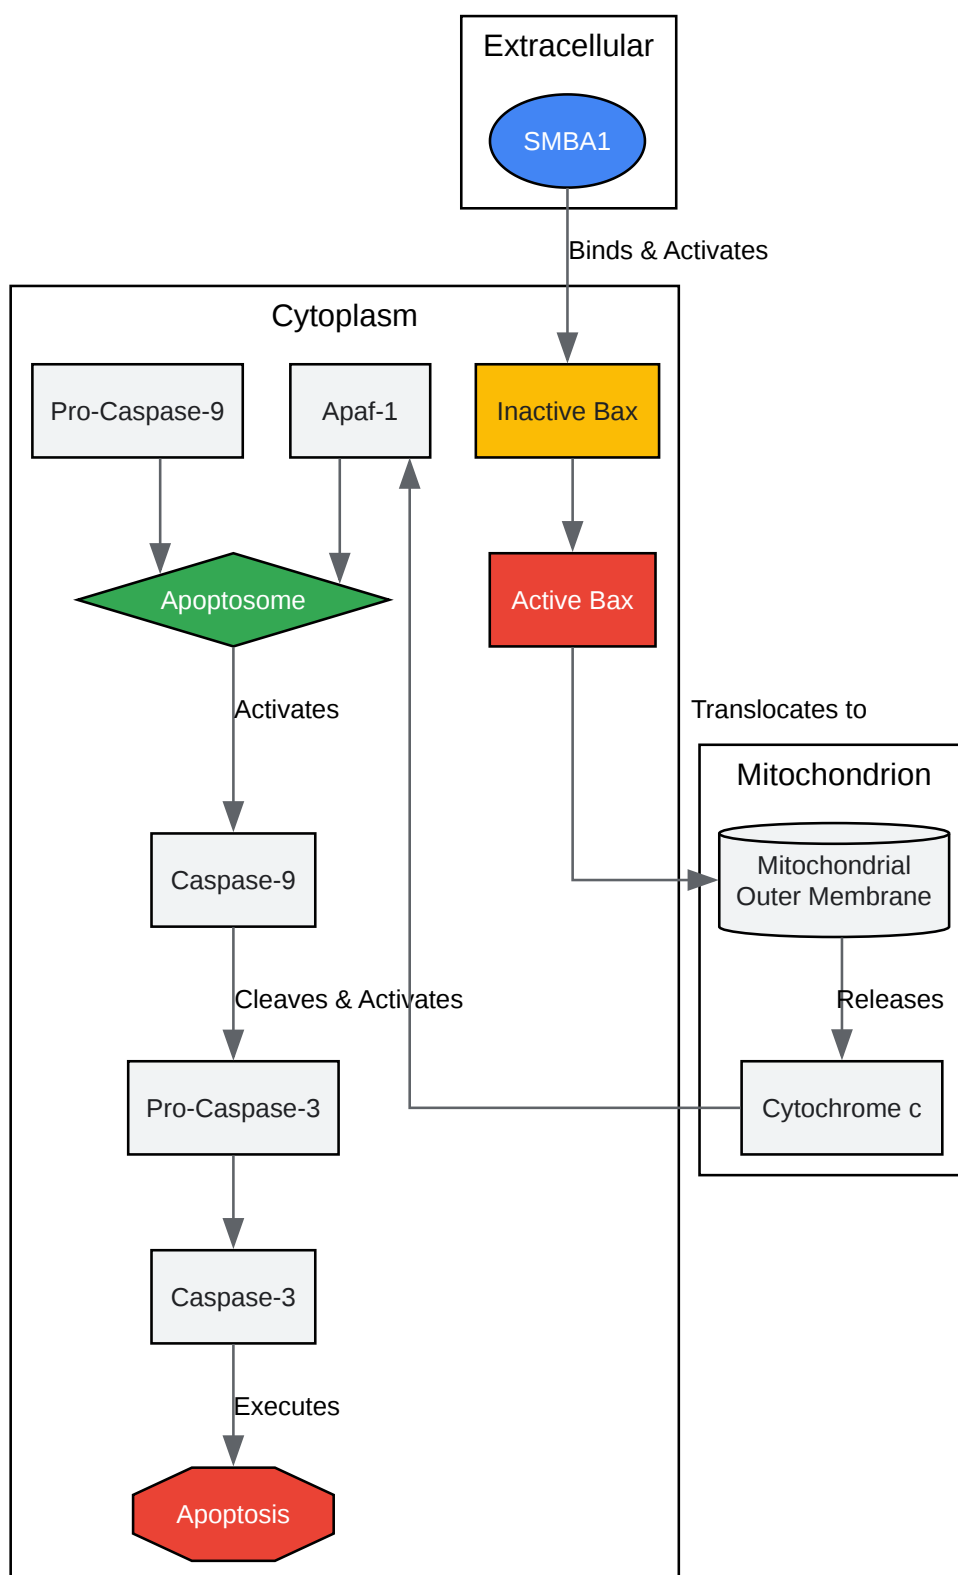 Extracellular
SMBA1
Binds & Activates
Cytoplasm
Pro-Caspase-9
Apaf-1
Inactive Bax
Apoptosome
Active Bax
Activates
Translocates to
Mitochondrion
Caspase-9
Mitochondrial
Outer Membrane
Cleaves & Activates
Releases
Pro-Caspase-3
Cytochrome c
Caspase-3
Executes
Apoptosis